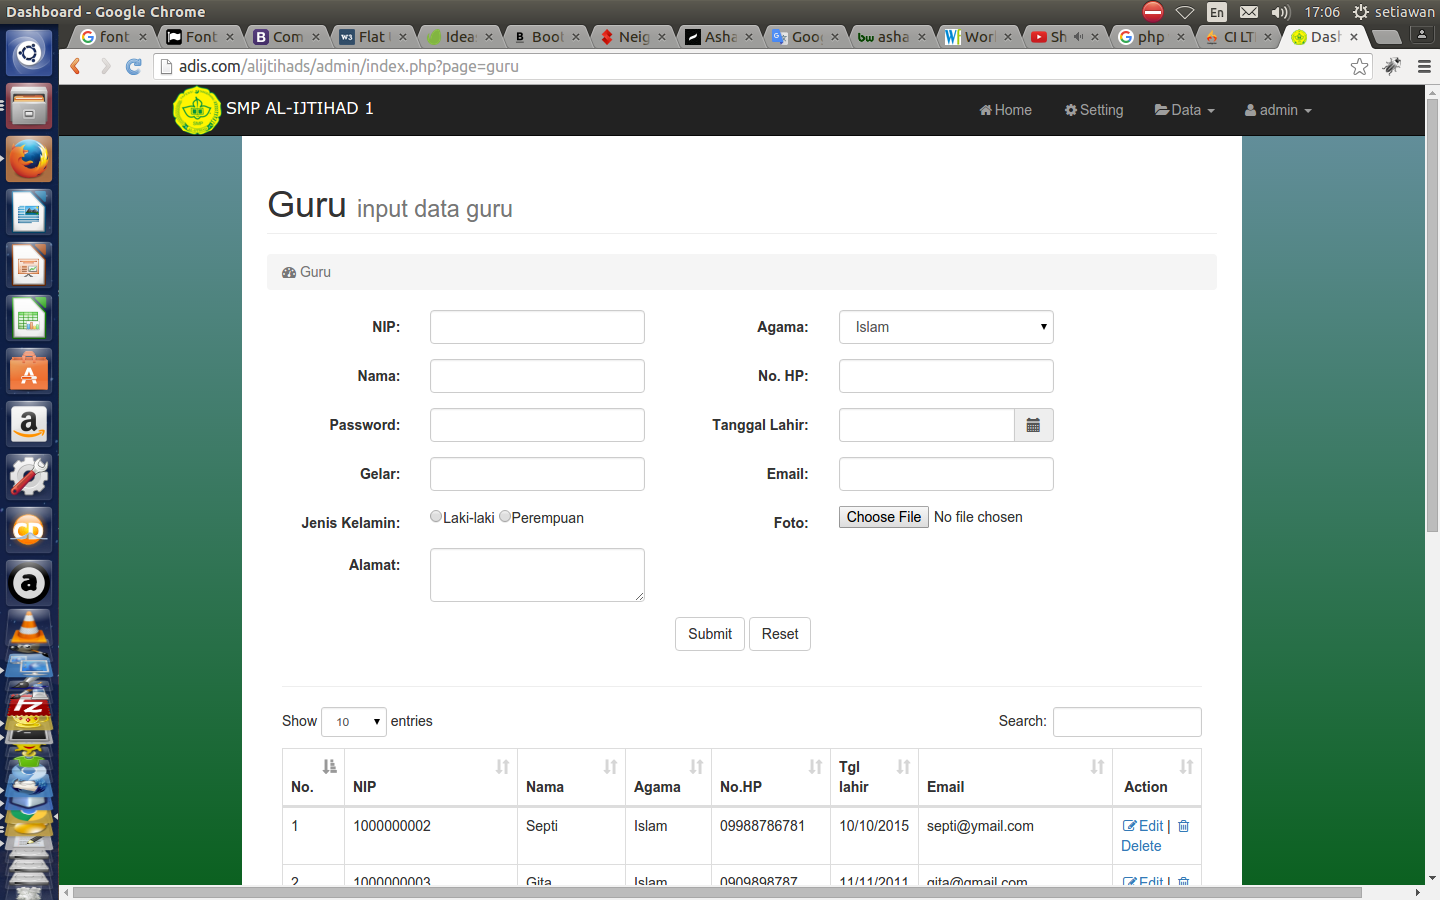 Dashboard - Google Chrome
En
17:06
setiawan
font
Font
Com
Flat
Idea
Boot
Neig
Asha
Goo
asha
Wor
Sh
php
CI LT
Dash
adis.com/alijtihads/admin/index.php?page=guru
SMP AL-IJTIHAD 1
Home
Setting
Data
admin
Guru input data guru
Guru
NIP:
Agama:
Islam
Nama:
No. HP:
Password:
Tanggal Lahir:
Gelar:
Email:
Jenis Kelamin:
Laki-laki
Perempuan
Foto:
Choose File
No file chosen
Alamat:
Submit
Reset
Show 10 entries
Search:
No.
NIP
Nama
Agama
No.HP
Tgl
lahir
Email
Action
1
1000000002
Septi
Islam
09988786781
10/10/2015
septi@ymail.com
Edit |
Delete
2
1000000003
Gita
Islam
0909898787
11/11/2011
gita@gmail.com
Edit |